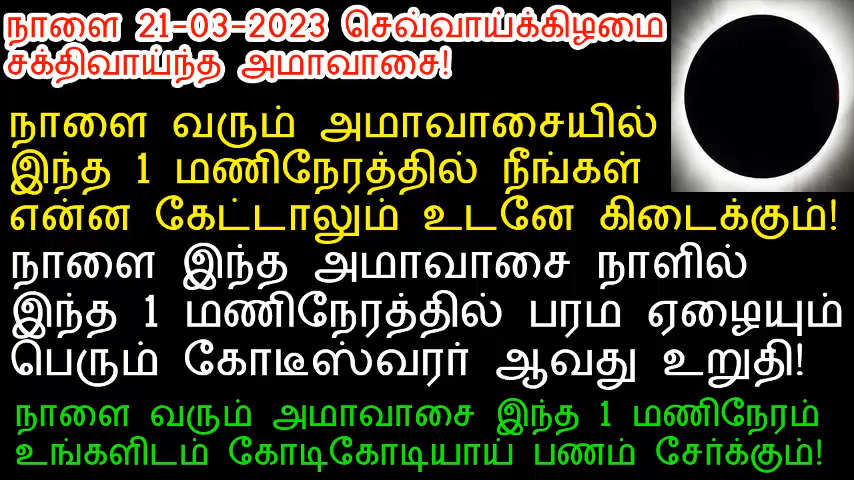 நாளை 21-03-2023 செவ்வாய்க்கிழமை
சக்திவாய்ந்த அமாவாசை!
நாளை வரும் அமாவாசையில்
இந்த 1 மணிநேரத்தில் நீங்கள்
என்ன கேட்டாலும் உடனே கிடைக்கும்!
நாளை இந்த அமாவாசை நாளில்
இந்த 1 மணிநேரத்தில் பரம ஏழையும்
பெரும் கோடீஸ்வரர் ஆவது உறுதி!
நாளை வரும் அமாவாசை இந்த 1 மணிநேரம்
உங்களிடம் கோடிகோடியாய் பணம் சேர்க்கும்!